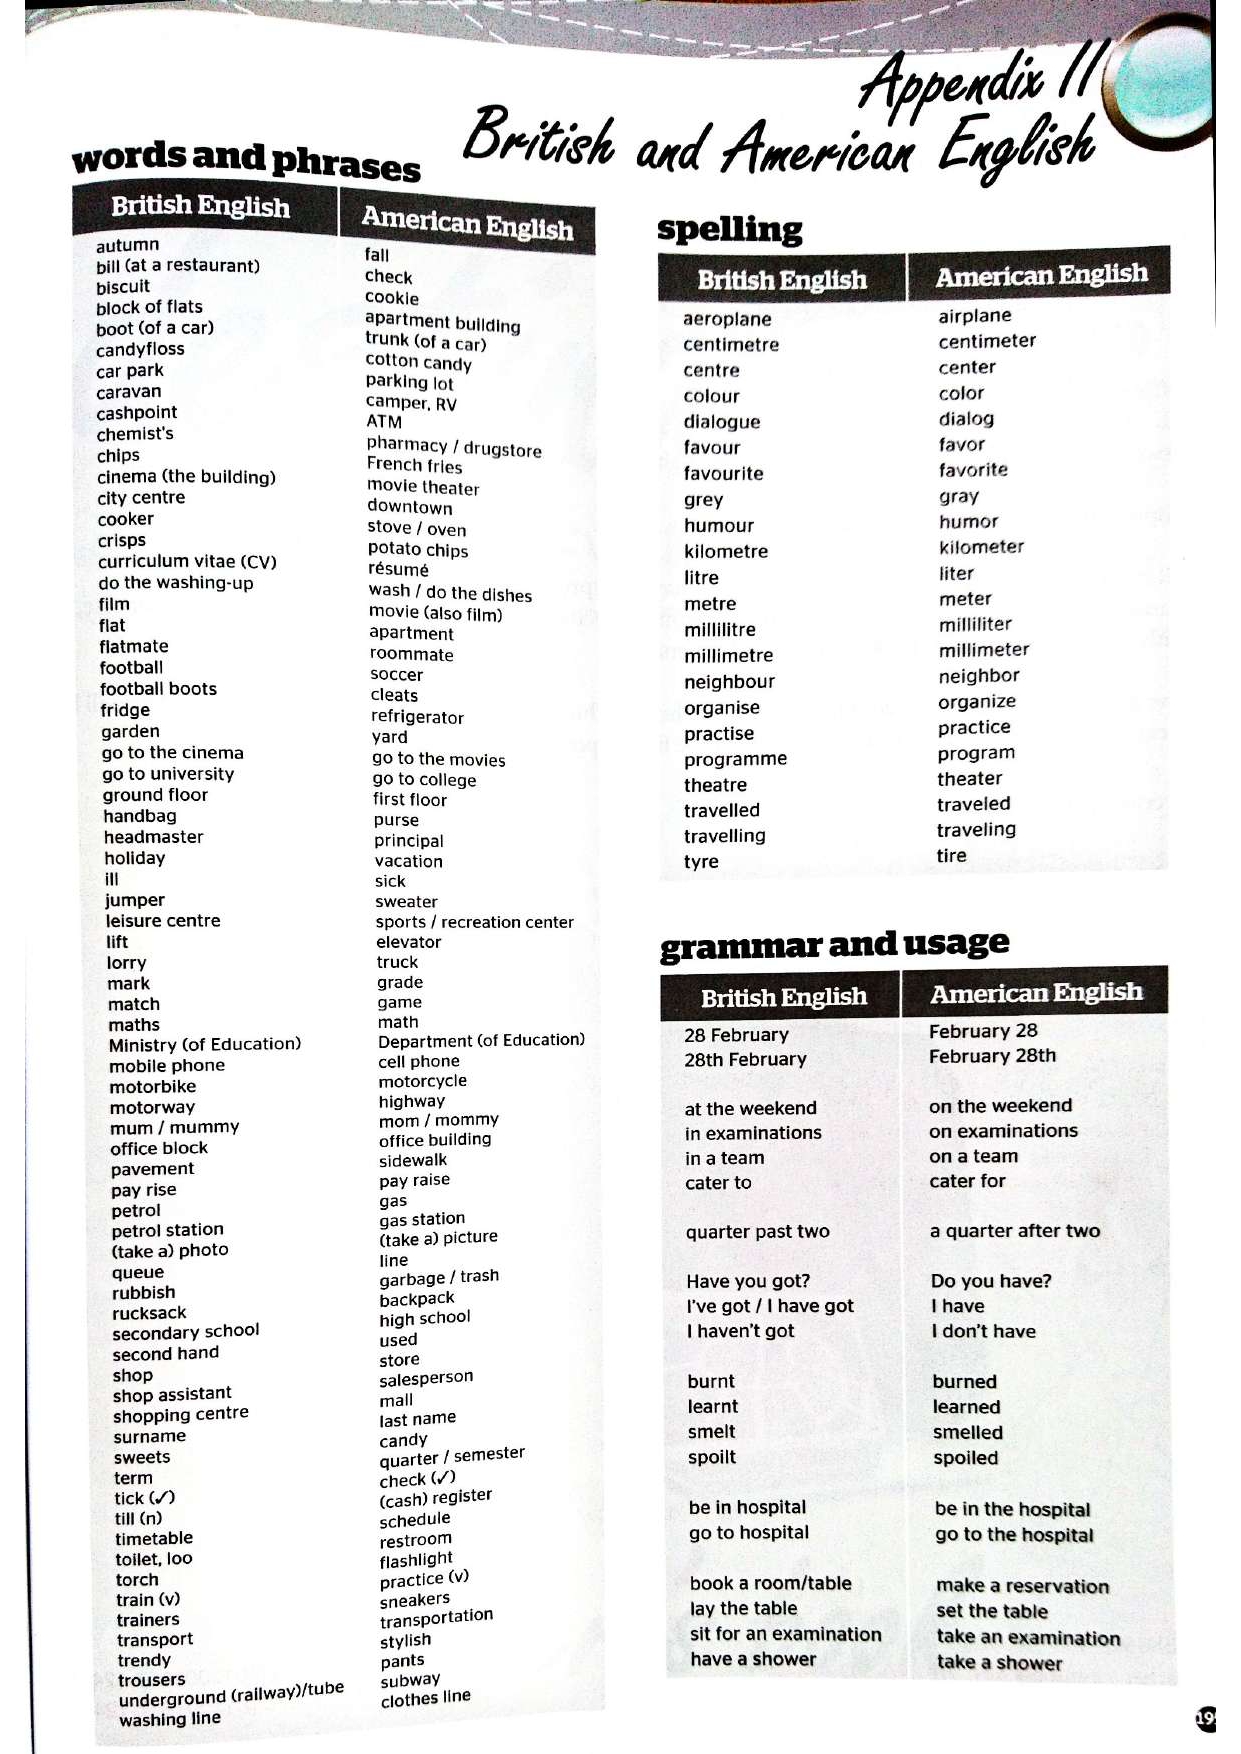 Appendix II
British and American English
words and phrases
British English American English
autumn fall
bill (at a restaurant) check
biscuit cookie
block of flats apartment building
boot (of a car) trunk (of a car)
candyfloss cotton candy
car park parking lot
caravan camper, RV
cashpoint ATM
chemist's pharmacy / drugstore
chips French fries
cinema (the building) movie theater
city centre downtown
cooker stove / oven
crisps potato chips
curriculum vitae (CV) résumé
do the washing-up wash / do the dishes
film movie (also film)
flat apartment
flatmate roommate
football soccer
football boots cleats
fridge refrigerator
garden yard
go to the cinema go to the movies
go to university go to college
ground floor first floor
handbag purse
headmaster principal
holiday vacation
ill sick
jumper sweater
leisure centre sports / recreation center
lift elevator
lorry truck
mark grade
match game
maths math
Ministry (of Education) Department (of Education)
mobile phone cell phone
motorbike motorcycle
motorway highway
mum / mummy mom / mommy
office block office building
pavement sidewalk
pay rise pay raise
petrol gas
petrol station gas station
(take a) photo (take a) picture
queue line
rubbish garbage / trash
rucksack backpack
secondary school high school
second hand used
shop store
shop assistant salesperson
shopping centre mall
surname last name
sweets candy
term quarter / semester
tick (✓) check (✓)
till (n) (cash) register
timetable schedule
toilet, loo restroom
torch flashlight
train (v) practice (v)
trainers sneakers
transport transportation
trendy stylish
trousers pants
underground (railway)/tube subway
washing line clothes line
spelling
British English American English
aeroplane airplane
centimetre centimeter
centre center
colour color
dialogue dialog
favour favor
favourite favorite
grey gray
humour humor
kilometre kilometer
litre liter
metre meter
millilitre milliliter
millimetre millimeter
neighbour neighbor
organise organize
practise practice
programme program
theatre theater
travelled traveled
travelling traveling
tyre tire
grammar and usage
British English American English
28 February February 28
28th February February 28th
at the weekend on the weekend
in examinations on examinations
in a team on a team
cater to cater for
quarter past two a quarter after two
Have you got? Do you have?
I've got / I have got I have
I haven't got I don't have
burnt burned
learnt learned
smelt smelled
spoilt spoiled
be in hospital be in the hospital
go to hospital go to the hospital
book a room/table make a reservation
lay the table set the table
sit for an examination take an examination
have a shower take a shower